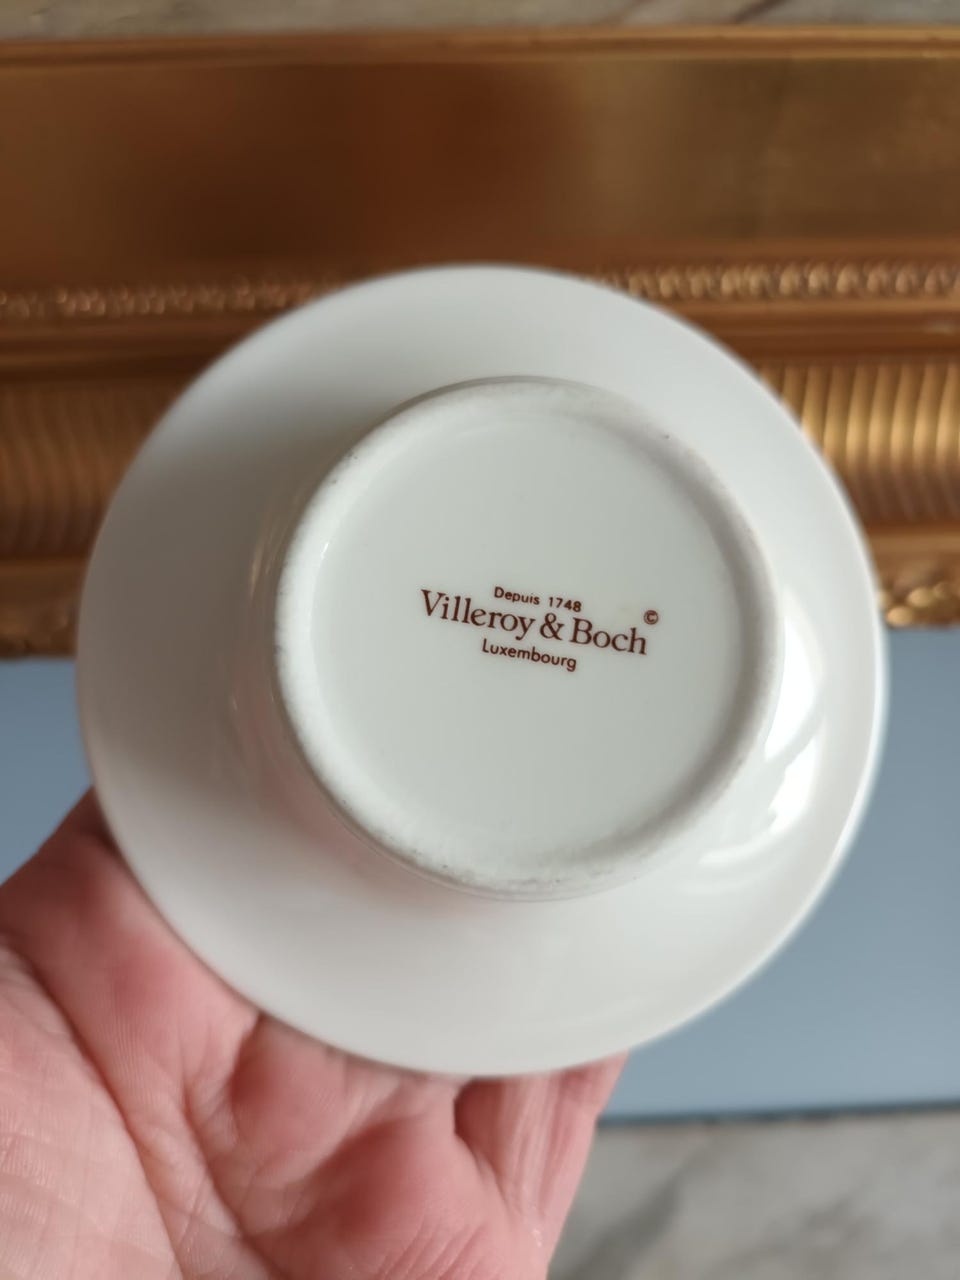 Depuis 1748
Villeroy & Boch ©
Luxembourg